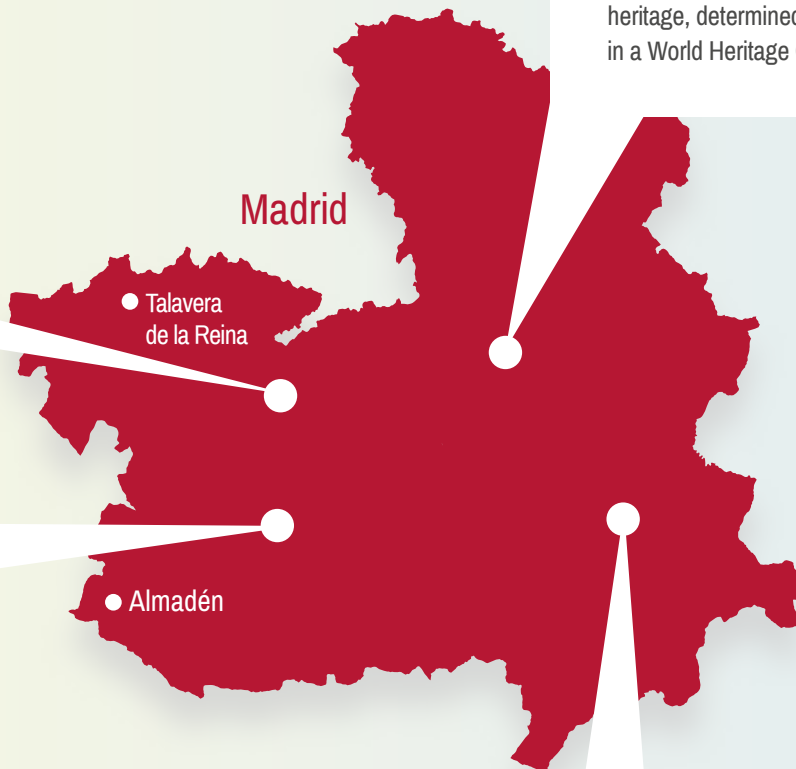 heritage, determined
in a World Heritage
Madrid
Talavera
de la Reina
Almadén